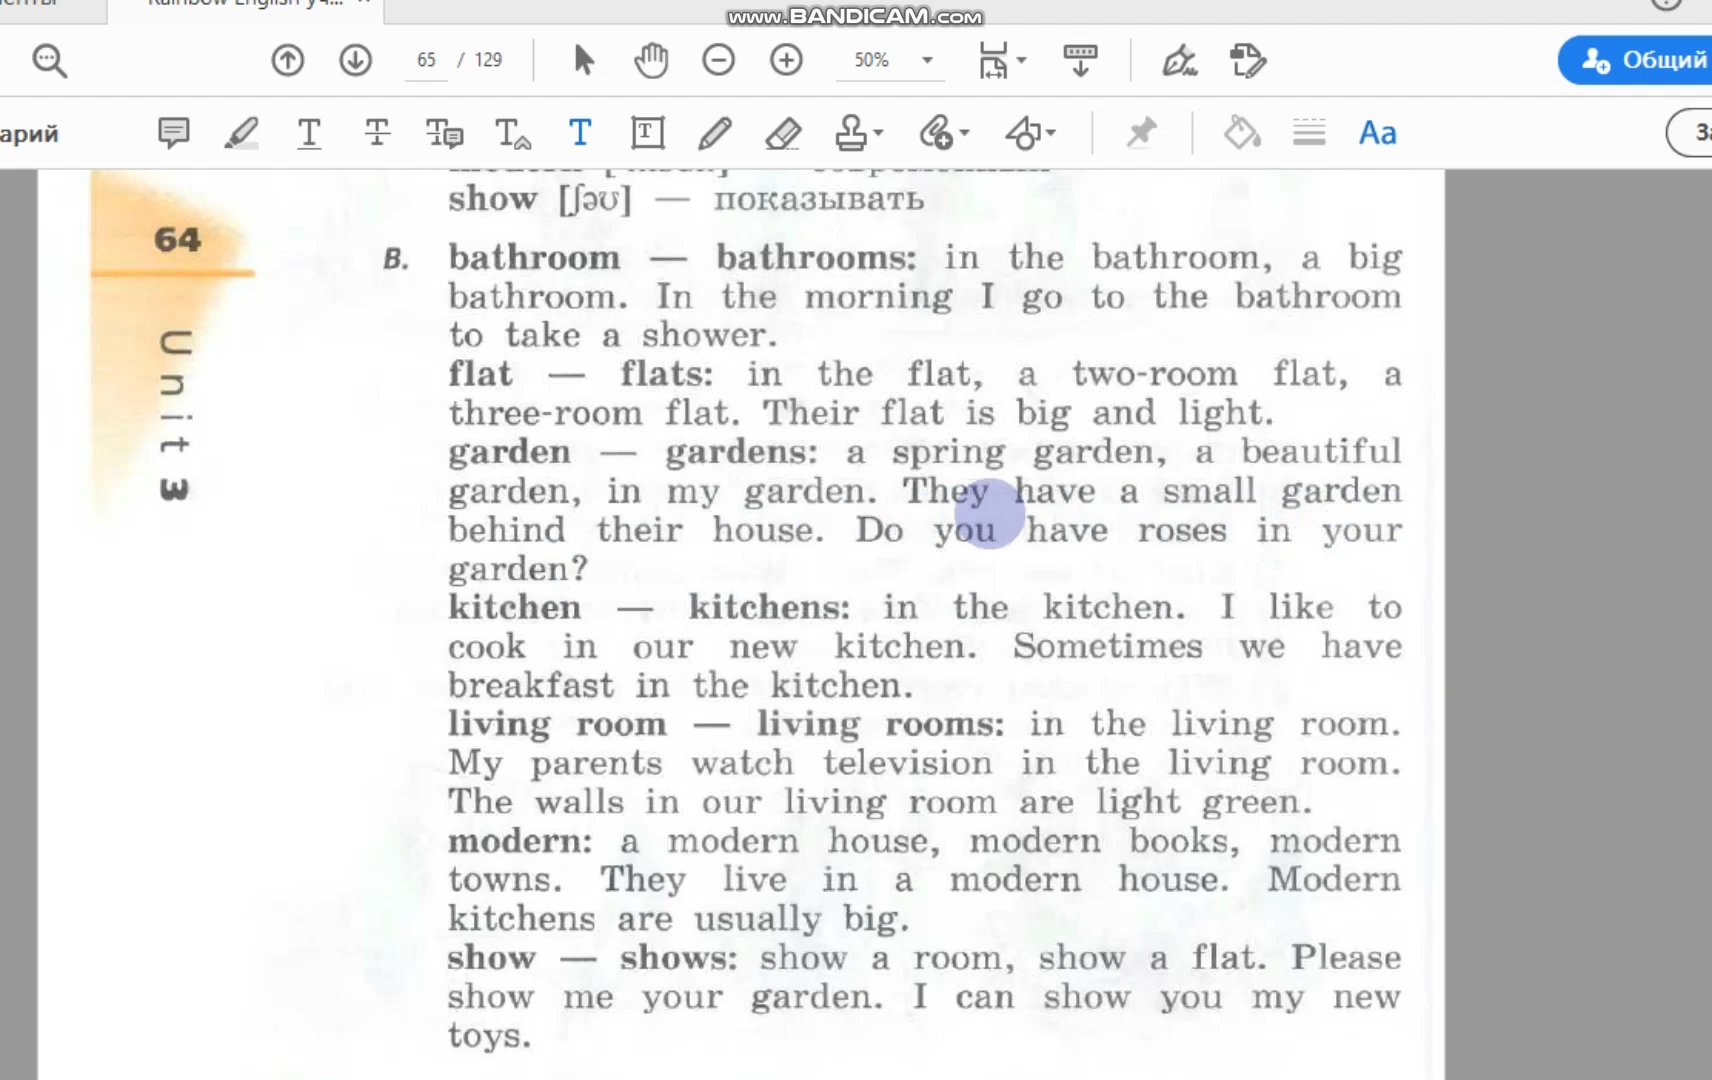 Rainbow English уч...
www.BANDICAM.com
65 / 129
50%
Общий
арий
Aa
show [ʃəʊ] — показывать
64
Unit 3
B. bathroom — bathrooms: in the bathroom, a big
bathroom. In the morning I go to the bathroom
to take a shower.
flat — flats: in the flat, a two-room flat, a
three-room flat. Their flat is big and light.
garden — gardens: a spring garden, a beautiful
garden, in my garden. They have a small garden
behind their house. Do you have roses in your
garden?
kitchen — kitchens: in the kitchen. I like to
cook in our new kitchen. Sometimes we have
breakfast in the kitchen.
living room — living rooms: in the living room.
My parents watch television in the living room.
The walls in our living room are light green.
modern: a modern house, modern books, modern
towns. They live in a modern house. Modern
kitchens are usually big.
show — shows: show a room, show a flat. Please
show me your garden. I can show you my new
toys.